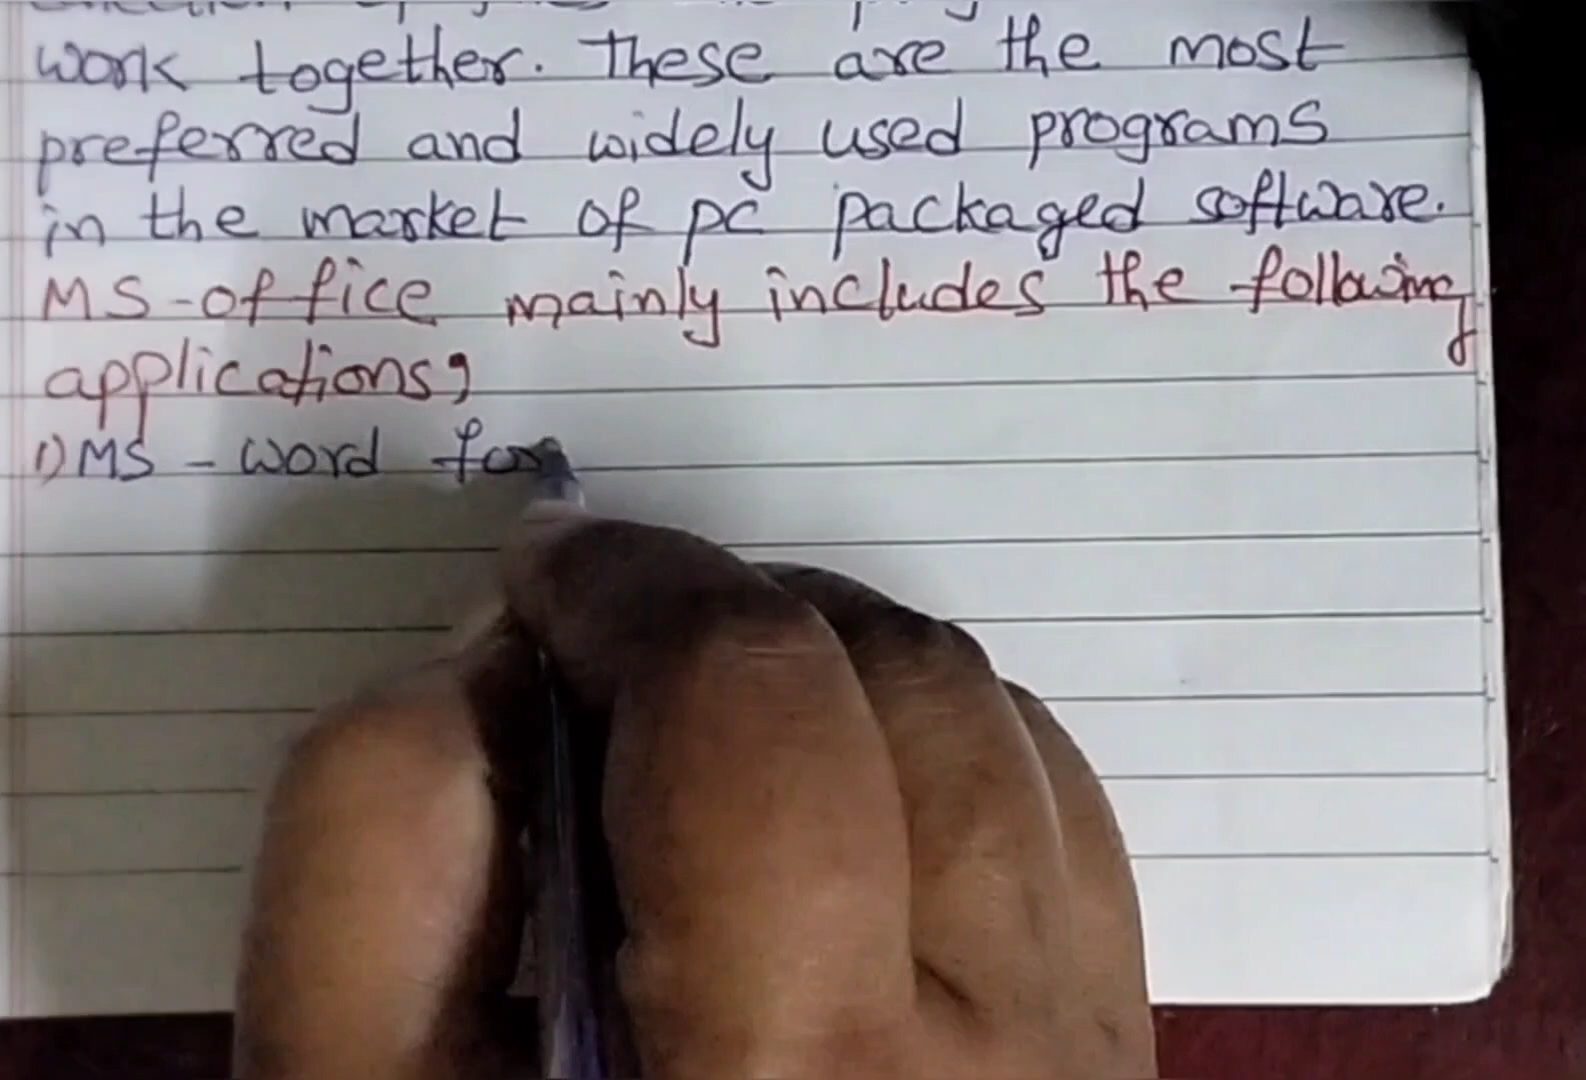 work together. These are the most
preferred and widely used programs
in the market of pc packaged software.
MS-office mainly includes the following
applications;
1) MS - word for